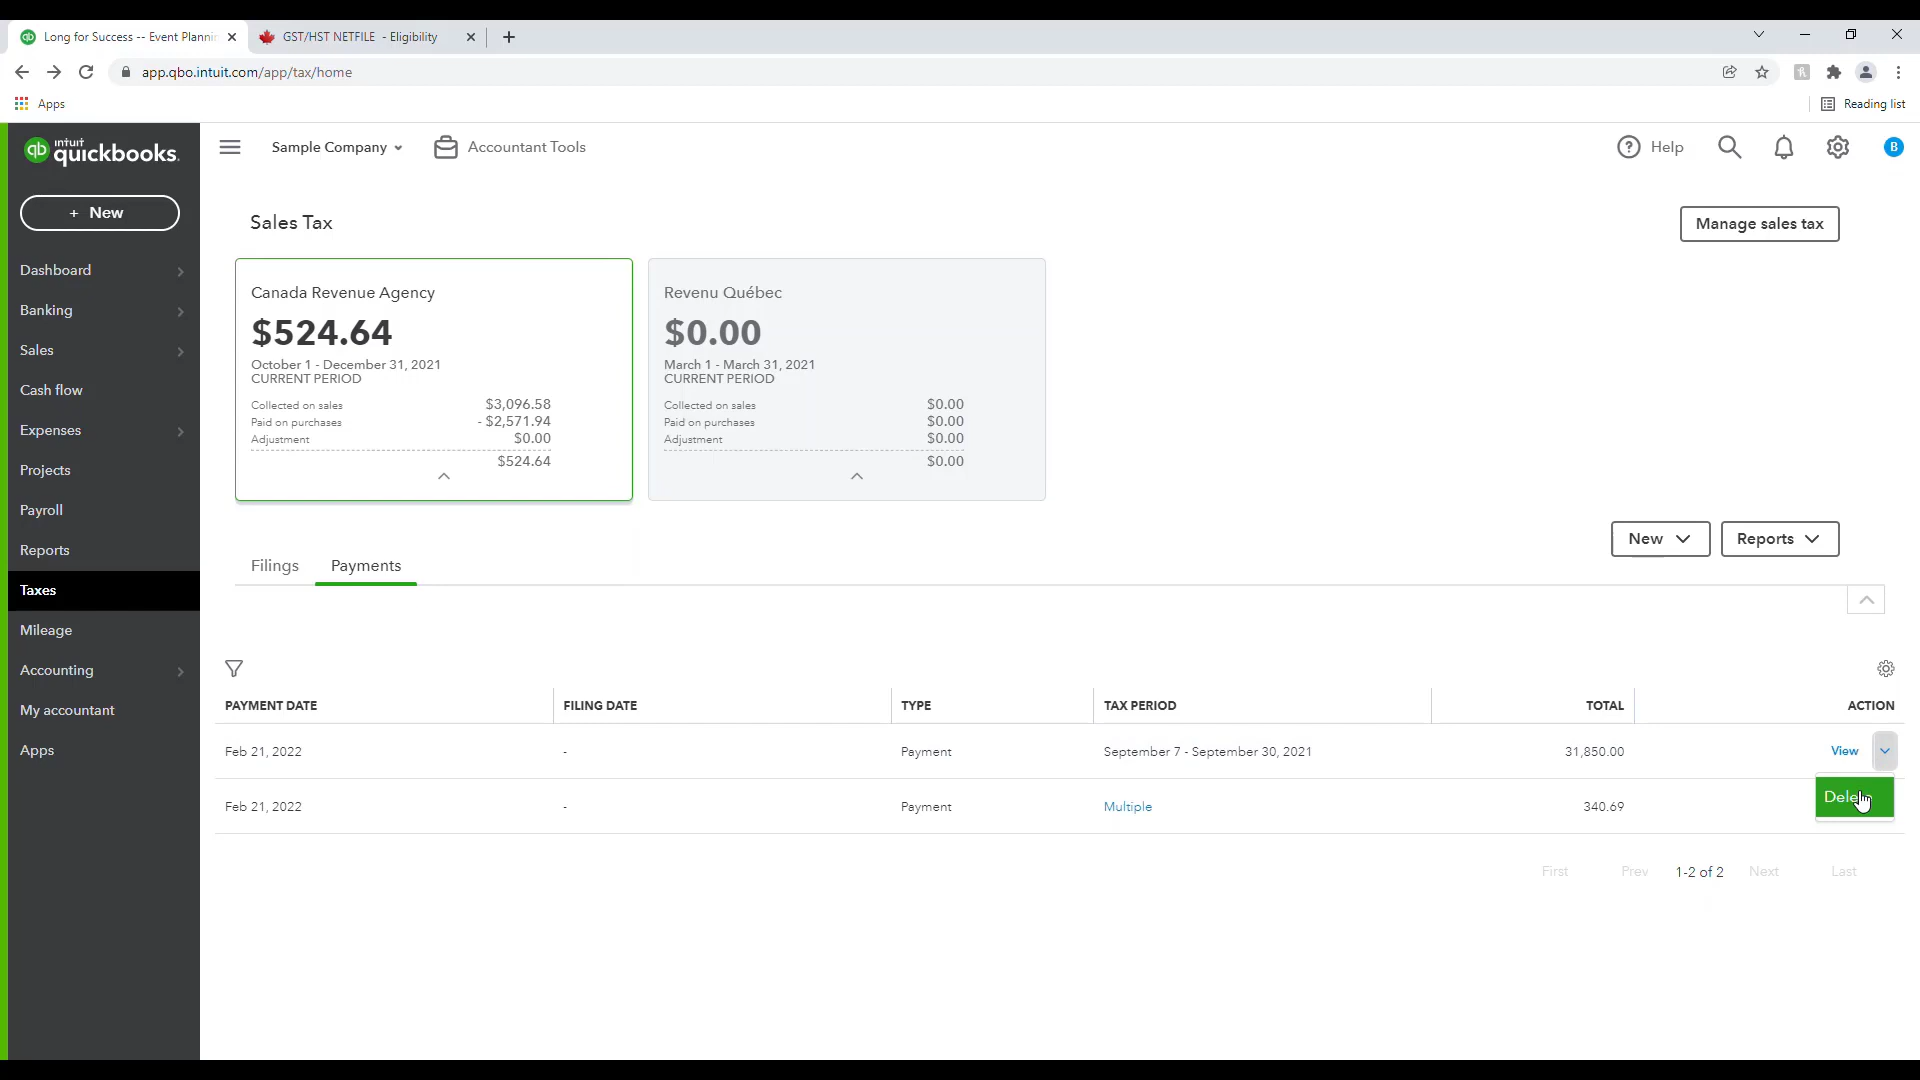 Long for Success -- Event Plannin
GST/HST NETFILE - Eligibility
app.qbo.intuit.com/app/tax/home
Apps
Reading list
qb intuit quickbooks.
Sample Company
Accountant Tools
Help
B
+ New
Sales Tax
Manage sales tax
Dashboard
Banking
Sales
Cash flow
Expenses
Projects
Payroll
Reports
Taxes
Mileage
Accounting
My accountant
Apps
Canada Revenue Agency
$524.64
October 1 - December 31, 2021
CURRENT PERIOD
Collected on sales $3,096.58
Paid on purchases - $2,571.94
Adjustment $0.00
$524.64
Revenu Québec
$0.00
March 1 - March 31, 2021
CURRENT PERIOD
Collected on sales $0.00
Paid on purchases $0.00
Adjustment $0.00
$0.00
New
Reports
Filings
Payments
PAYMENT DATE FILING DATE TYPE TAX PERIOD TOTAL ACTION
Feb 21, 2022 - Payment September 7 - September 30, 2021 31,850.00 View
Feb 21, 2022 - Payment Multiple 340.69
First Prev 1-2 of 2 Next Last